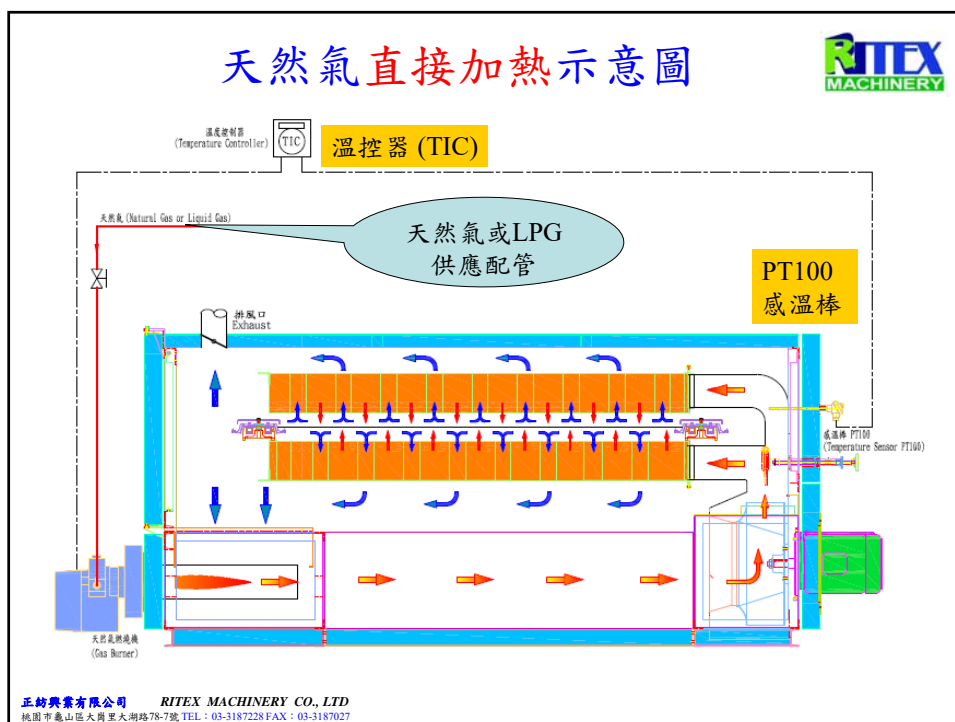 天然氣直接加熱示意圖
RITEX
MACHINERY
溫度控制器
(Temperature Controller)
TIC
溫控器 (TIC)
天然氣 (Natural Gas or Liquid Gas)
天然氣或LPG
供應配管
PT100
感溫棒
排風口
Exhaust
感溫棒 PT100
(Temperature Sensor PT100)
天然氣燃燒機
(Gas Burner)
正紡興業有限公司 RITEX MACHINERY CO., LTD
桃園市龜山區大崗里大湖路78-7號 TEL：03-3187228 FAX：03-3187027